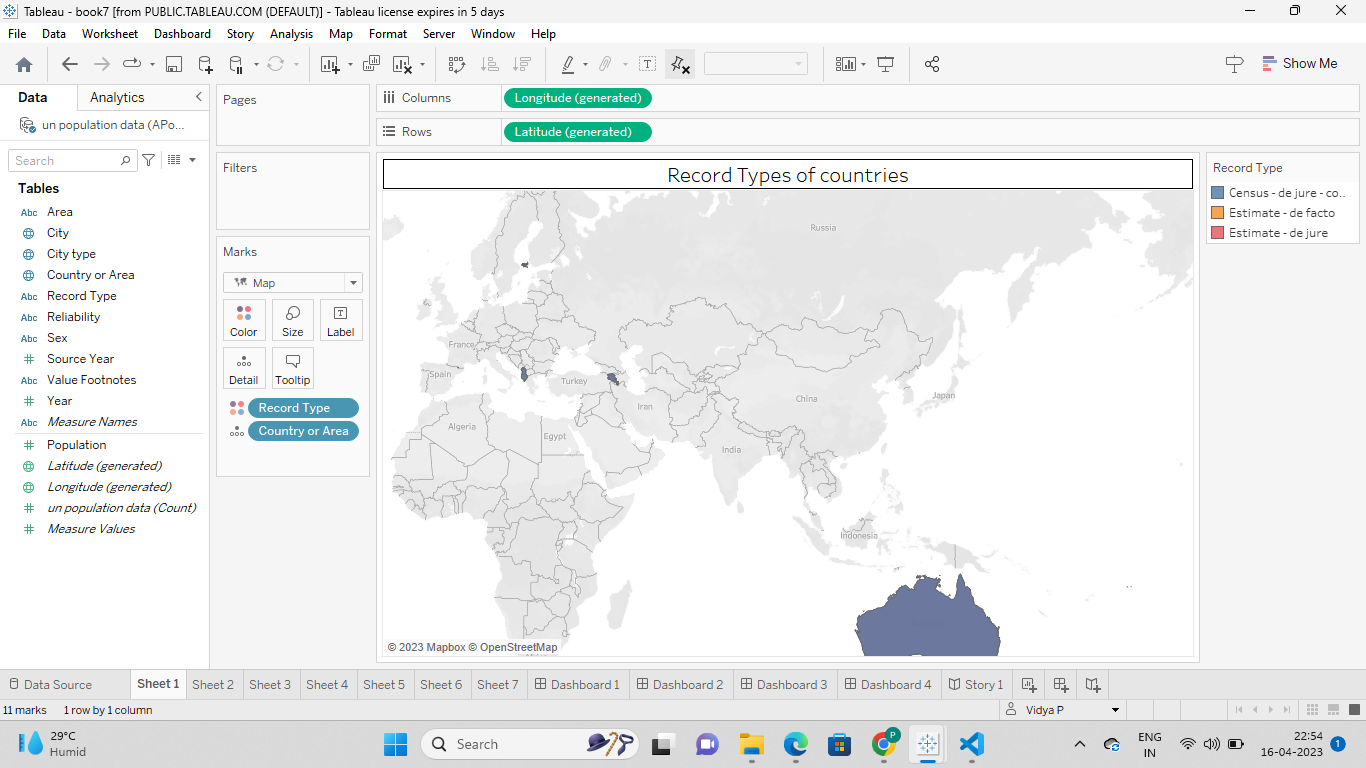 Tableau - book7 [from PUBLIC.TABLEAU.COM (DEFAULT)] - Tableau license expires in 5 days
File Data Worksheet Dashboard Story Analysis Map Format Server Window Help
Show Me
Data Analytics
un population data (APo...
Search
Tables
Abc Area
City
City type
Country or Area
Abc Record Type
Abc Reliability
Abc Sex
Source Year
Abc Value Footnotes
Year
Abc Measure Names
Population
Latitude (generated)
Longitude (generated)
un population data (Count)
Measure Values
Pages
Filters
Marks
Map
Color Size Label
Detail Tooltip
Record Type
Country or Area
Columns Longitude (generated)
Rows Latitude (generated)
Record Types of countries
Russia
France
Spain
Turkey
Japan
China
Iran
Algeria
Egypt
India
Indonesia
© 2023 Mapbox © OpenStreetMap
Record Type
Census - de jure - co..
Estimate - de facto
Estimate - de jure
Data Source Sheet 1 Sheet 2 Sheet 3 Sheet 4 Sheet 5 Sheet 6 Sheet 7 Dashboard 1 Dashboard 2 Dashboard 3 Dashboard 4 Story 1
11 marks 1 row by 1 column Vidya P
29°C
Humid
Search
P
ENG
IN
22:54
16-04-2023
1